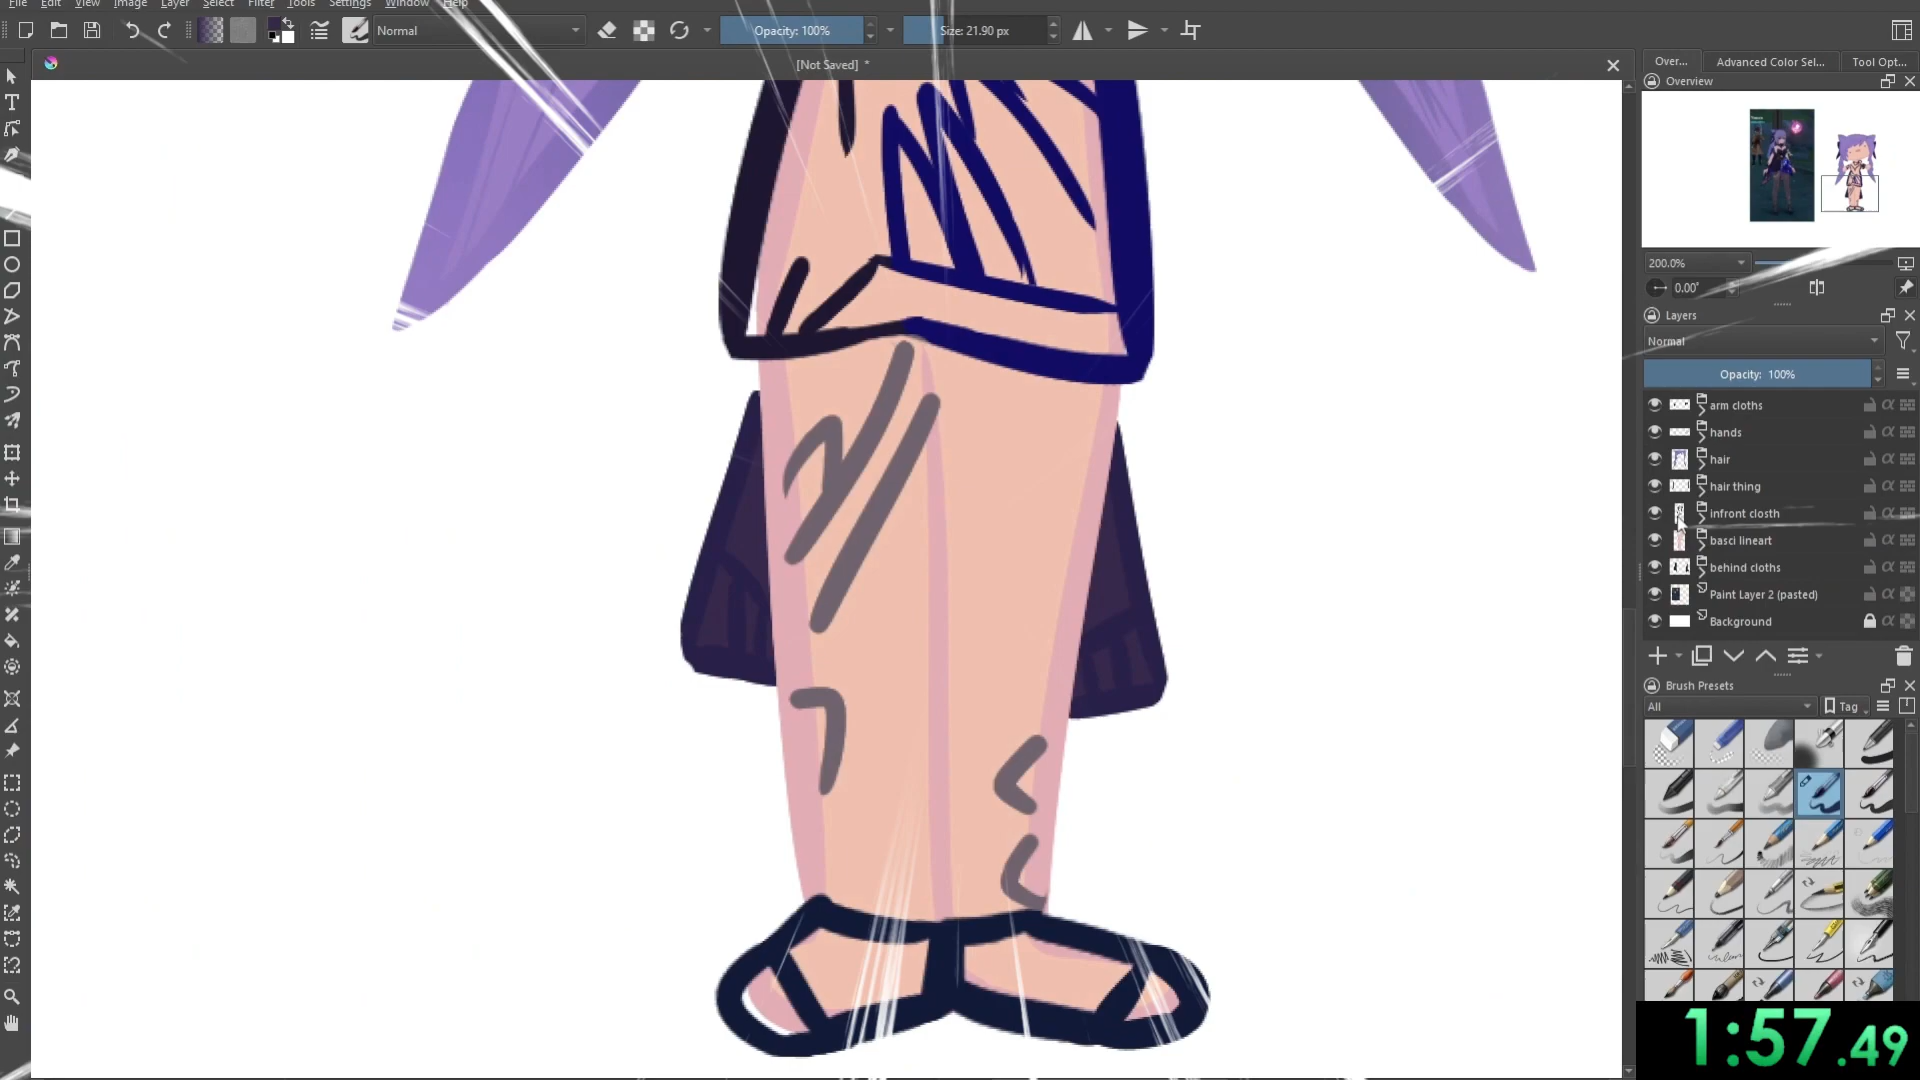 File Edit View Image Layer Select Filter Tools Settings Window Help
Normal
Opacity: 100%
Size: 21.90 px
[Not Saved] *
Over... Advanced Color Sel... Tool Opt...
Overview
200.0%
0.00°
Layers
Normal
Opacity: 100%
arm cloths
hands
hair
hair thing
infront closth
basci lineart
behind cloths
Paint Layer 2 (pasted)
Background
Brush Presets
All
Tag
1:57.49